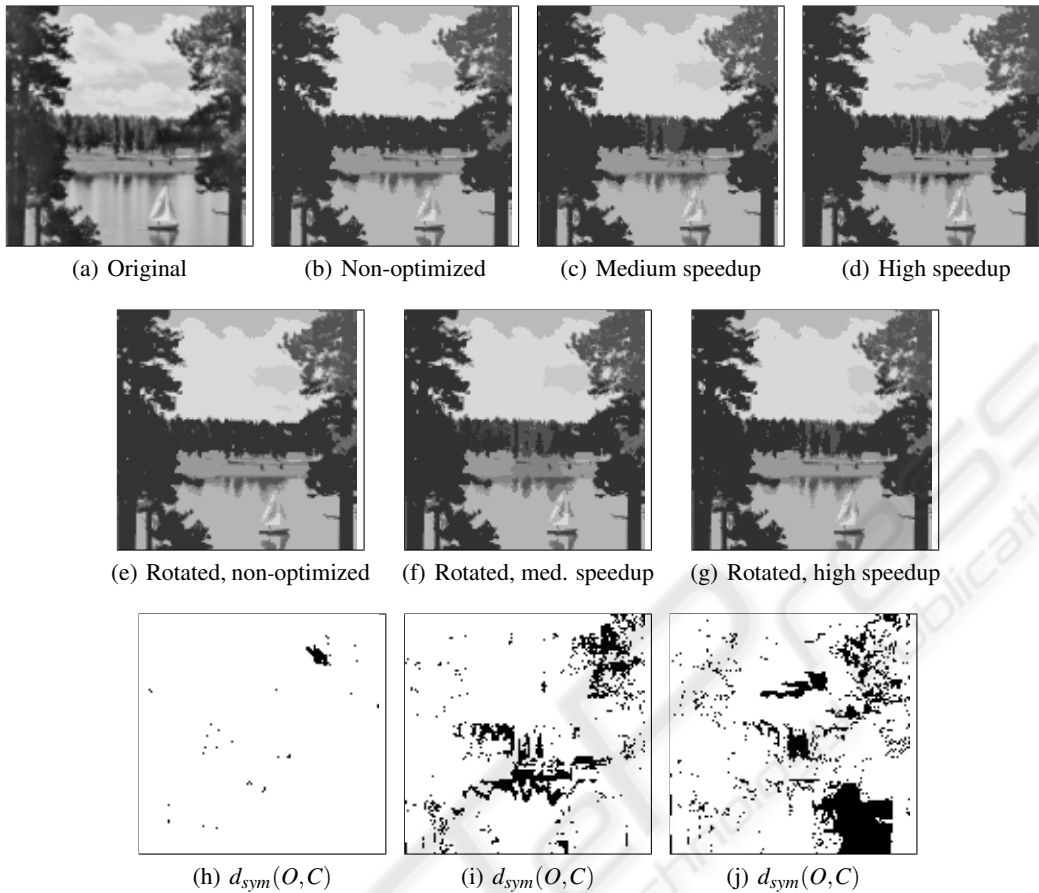 (a) Original
(b) Non-optimized
(c) Medium speedup
(d) High speedup
(e) Rotated, non-optimized
(f) Rotated, med. speedup
(g) Rotated, high speedup
(h) d_sym(O,C)
(i) d_sym(O,C)
(j) d_sym(O,C)